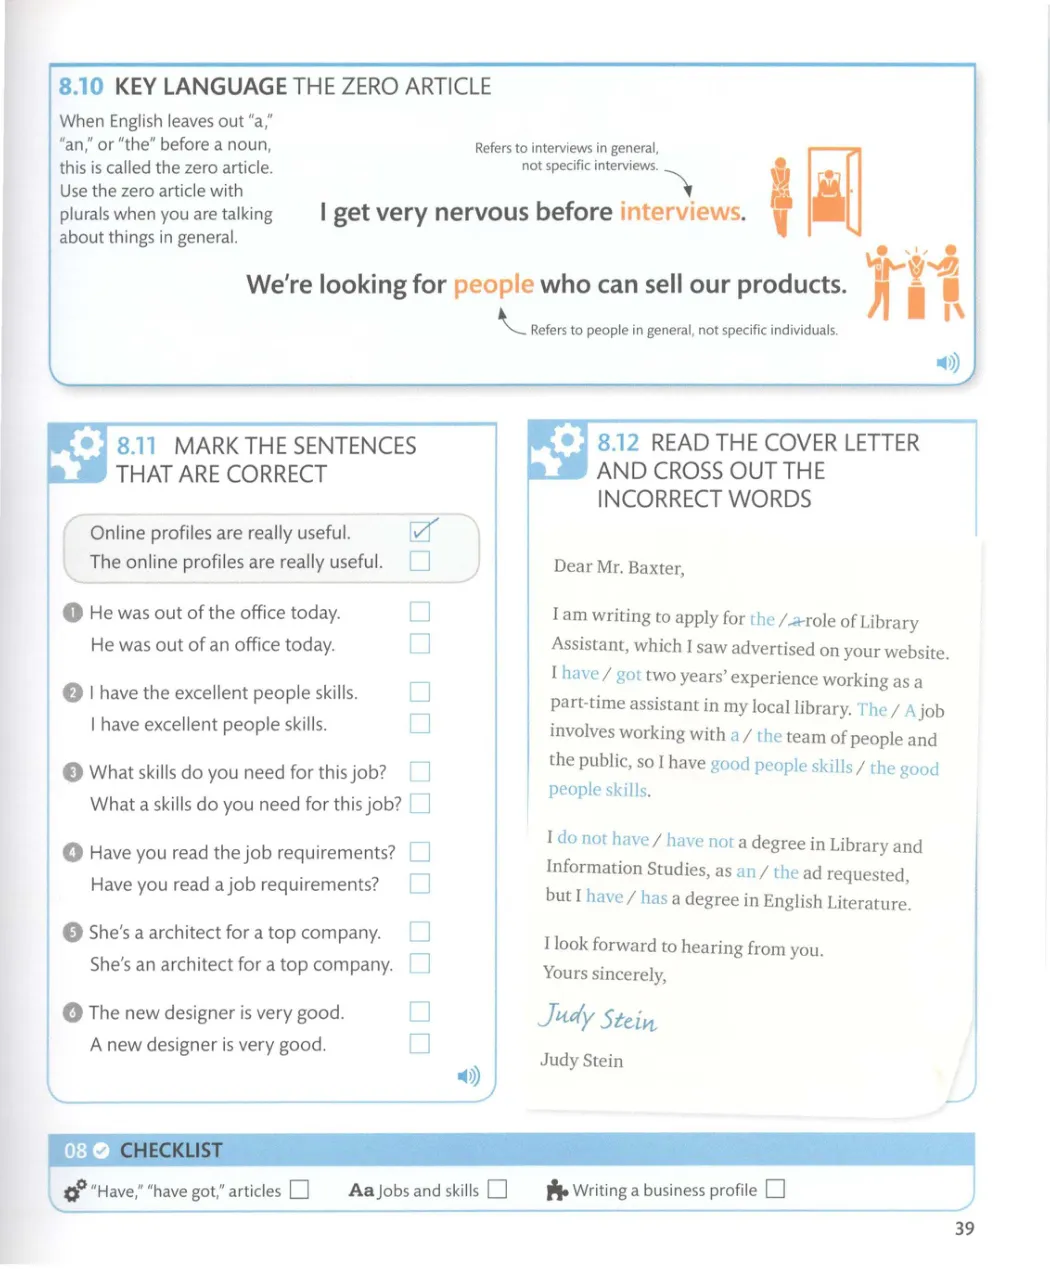 8.10 KEY LANGUAGE THE ZERO ARTICLE
When English leaves out "a,"
"an," or "the" before a noun,
this is called the zero article.
Use the zero article with
plurals when you are talking
about things in general.
Refers to interviews in general,
not specific interviews.
I get very nervous before interviews.
We're looking for people who can sell our products.
Refers to people in general, not specific individuals.
8.11 MARK THE SENTENCES
THAT ARE CORRECT
Online profiles are really useful.
The online profiles are really useful.
1 He was out of the office today.
He was out of an office today.
2 I have the excellent people skills.
I have excellent people skills.
3 What skills do you need for this job?
What a skills do you need for this job?
4 Have you read the job requirements?
Have you read a job requirements?
5 She's a architect for a top company.
She's an architect for a top company.
6 The new designer is very good.
A new designer is very good.
8.12 READ THE COVER LETTER
AND CROSS OUT THE
INCORRECT WORDS
Dear Mr. Baxter,
I am writing to apply for the / a role of Library
Assistant, which I saw advertised on your website.
I have / got two years' experience working as a
part-time assistant in my local library. The / A job
involves working with a / the team of people and
the public, so I have good people skills / the good
people skills.
I do not have / have not a degree in Library and
Information Studies, as an / the ad requested,
but I have / has a degree in English Literature.
I look forward to hearing from you.
Yours sincerely,
Judy Stein
Judy Stein
08 CHECKLIST
"Have," "have got," articles
Aa Jobs and skills
Writing a business profile
39